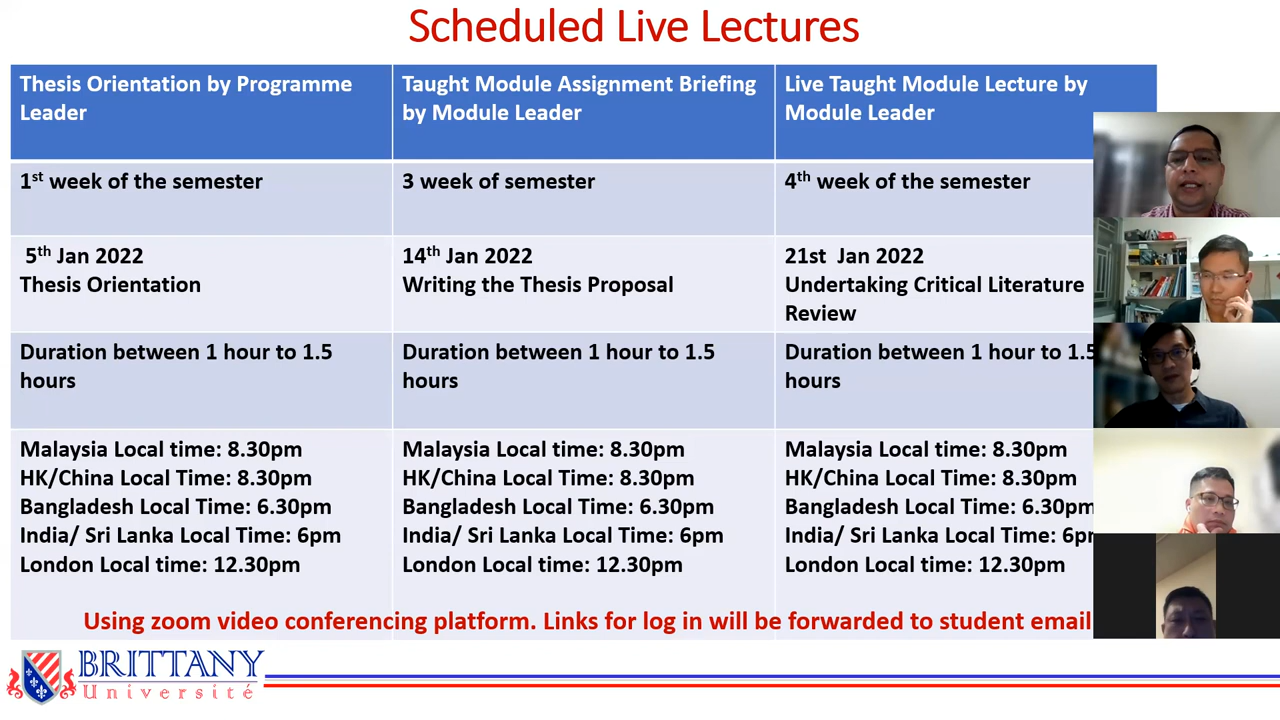 Scheduled Live Lectures
Thesis Orientation by Programme
Leader
Taught Module Assignment Briefing
by Module Leader
Live Taught Module Lecture by
Module Leader
1st week of the semester
3 week of semester
4th week of the semester
5th Jan 2022
Thesis Orientation
14th Jan 2022
Writing the Thesis Proposal
21st Jan 2022
Undertaking Critical Literature
Review
Duration between 1 hour to 1.5
hours
Duration between 1 hour to 1.5
hours
Duration between 1 hour to 1.5
hours
Malaysia Local time: 8.30pm
HK/China Local Time: 8.30pm
Bangladesh Local Time: 6.30pm
India/ Sri Lanka Local Time: 6pm
London Local time: 12.30pm
Malaysia Local time: 8.30pm
HK/China Local Time: 8.30pm
Bangladesh Local Time: 6.30pm
India/ Sri Lanka Local Time: 6pm
London Local time: 12.30pm
Malaysia Local time: 8.30pm
HK/China Local Time: 8.30pm
Bangladesh Local Time: 6.30pm
India/ Sri Lanka Local Time: 6pm
London Local time: 12.30pm
Using zoom video conferencing platform. Links for log in will be forwarded to student email
BRITTANY
Université